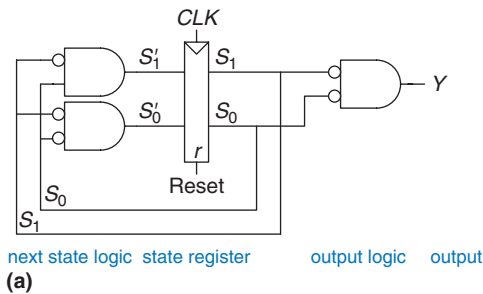 CLK
S′1 S1
Y
S′0 S0
r
Reset
S0
S1
next state logic state register output logic output
(a)